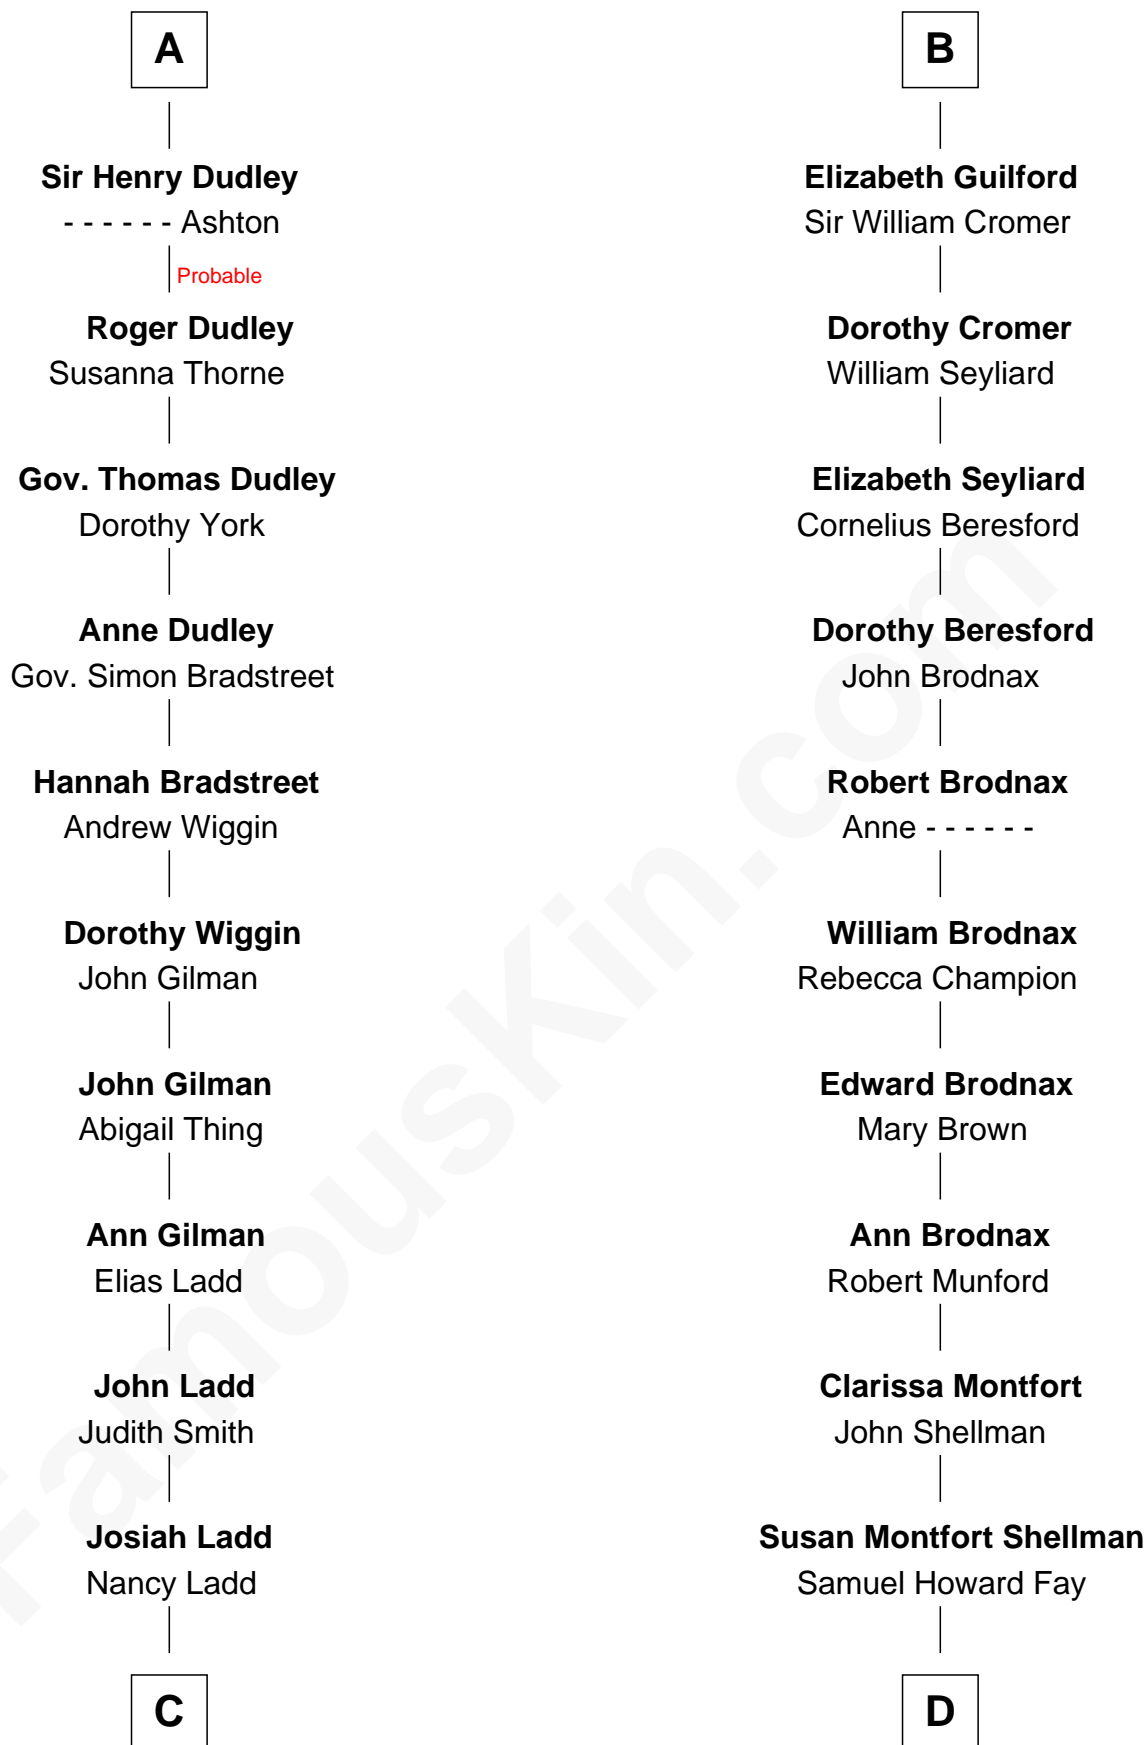 A
Sir Henry Dudley
- - - - - - Ashton
Probable
Roger Dudley
Susanna Thorne
Gov. Thomas Dudley
Dorothy York
Anne Dudley
Gov. Simon Bradstreet
Hannah Bradstreet
Andrew Wiggin
Dorothy Wiggin
John Gilman
John Gilman
Abigail Thing
Ann Gilman
Elias Ladd
John Ladd
Judith Smith
Josiah Ladd
Nancy Ladd
C
B
Elizabeth Guilford
Sir William Cromer
Dorothy Cromer
William Seyliard
Elizabeth Seyliard
Cornelius Beresford
Dorothy Beresford
John Brodnax
Robert Brodnax
Anne - - - - - -
William Brodnax
Rebecca Champion
Edward Brodnax
Mary Brown
Ann Brodnax
Robert Munford
Clarissa Montfort
John Shellman
Susan Montfort Shellman
Samuel Howard Fay
D
FamousKin.com